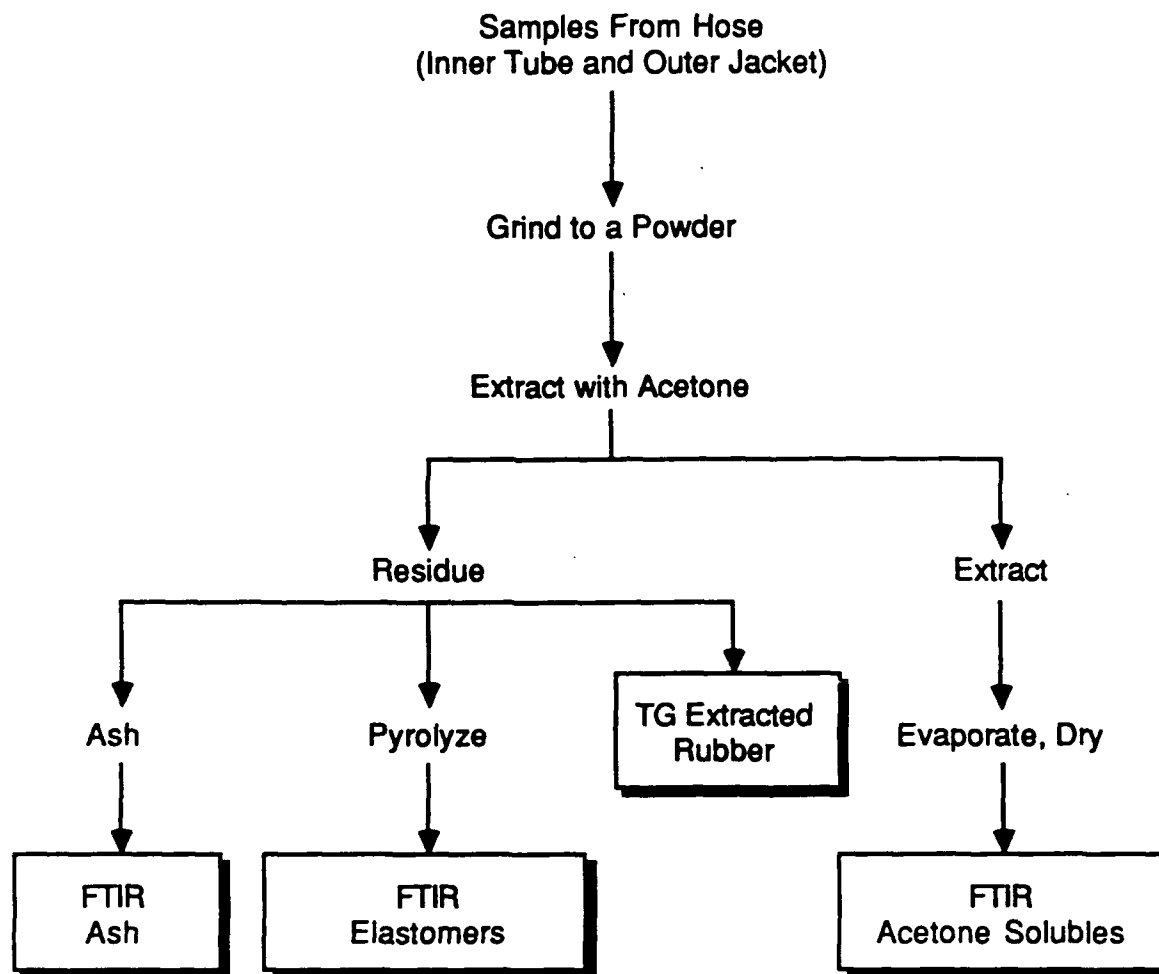 Samples From Hose
(Inner Tube and Outer Jacket)
Grind to a Powder
Extract with Acetone
Residue
Extract
Ash
Pyrolyze
TG Extracted
Rubber
Evaporate, Dry
FTIR
Ash
FTIR
Elastomers
FTIR
Acetone Solubles